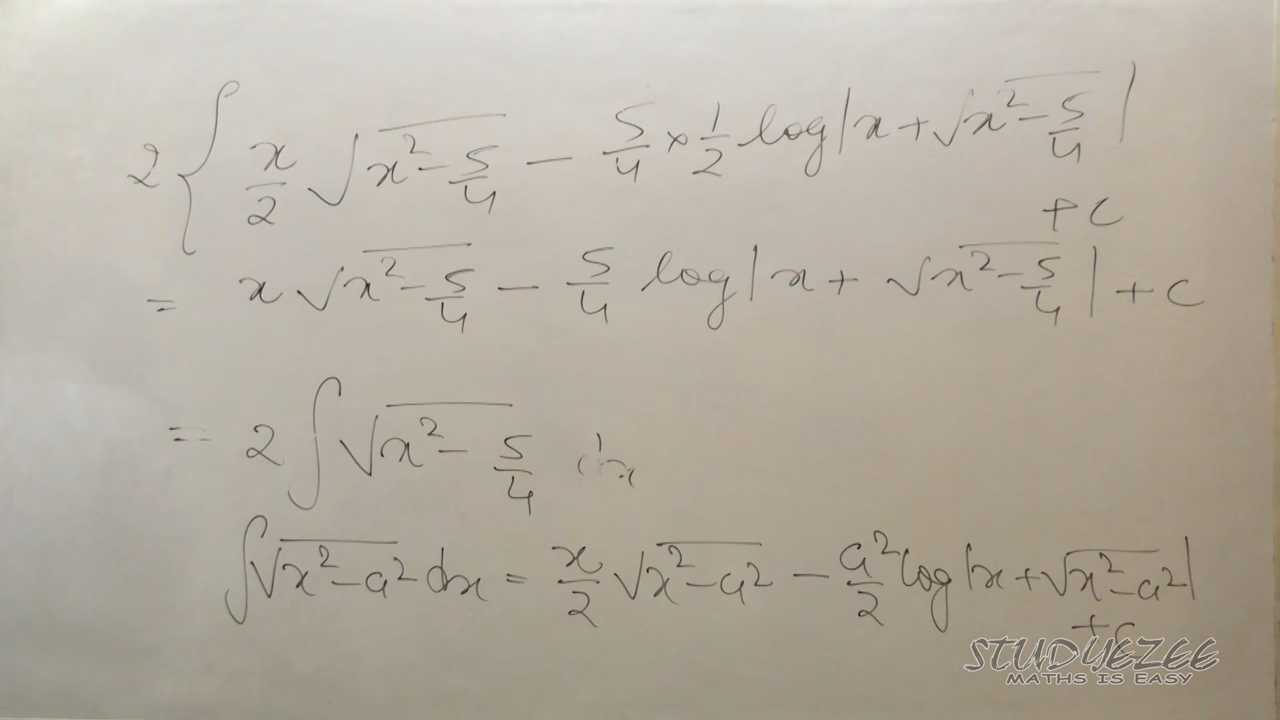 2{ x/2 √(x² - 5/4) - 5/4 × 1/2 log|x + √(x² - 5/4)|
+ c
= x √(x² - 5/4) - 5/4 log|x + √(x² - 5/4)| + c
= 2 ∫ √(x² - 5/4) dx
∫ √(x² - a²) dx = x/2 √(x² - a²) - a²/2 log|x + √(x² - a²)|
+ c
STUDYEZEE
MATHS IS EASY